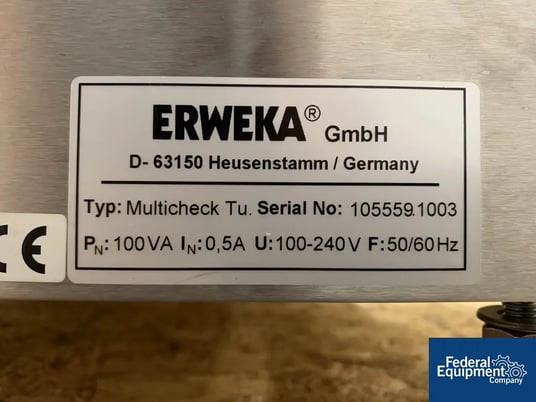 ERWEKA® GmbH
D- 63150 Heusenstamm / Germany
Typ: Multicheck Tu. Serial No: 105559.1003
PN: 100VA IN: 0,5A U: 100-240V F: 50/60Hz
CE
Federal
Equipment
Company